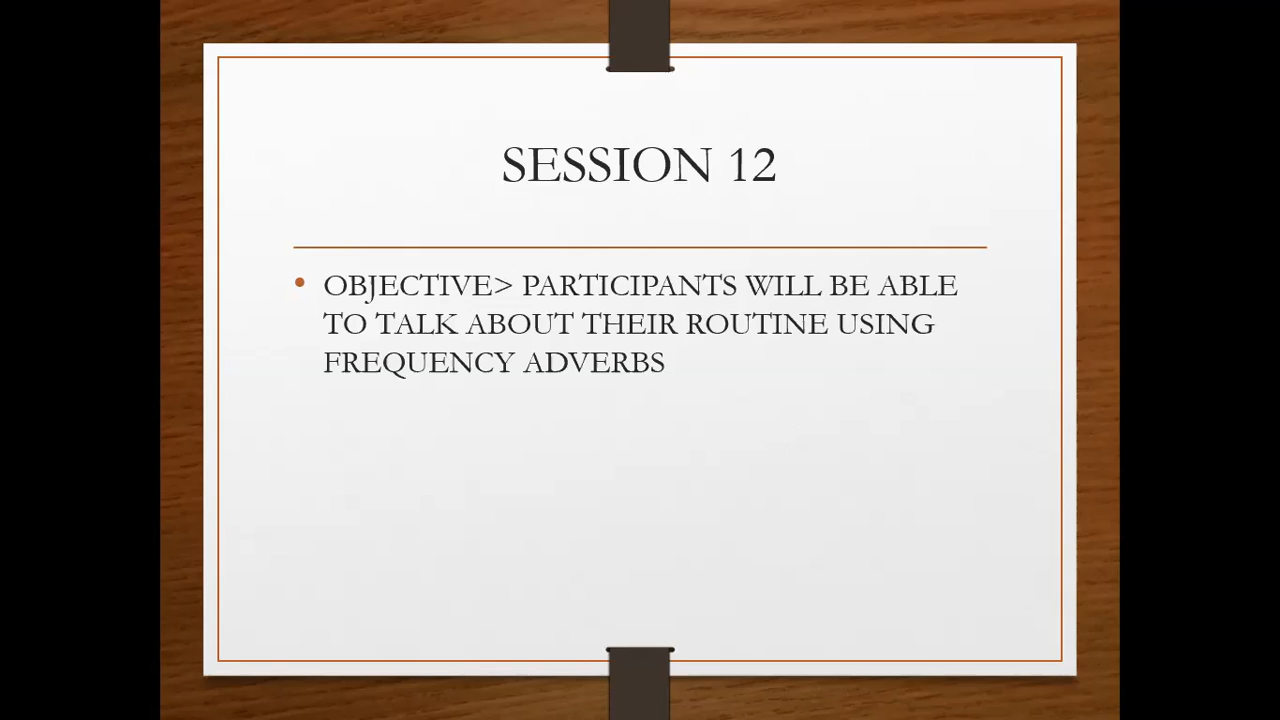 SESSION 12
• OBJECTIVE> PARTICIPANTS WILL BE ABLE
TO TALK ABOUT THEIR ROUTINE USING
FREQUENCY ADVERBS